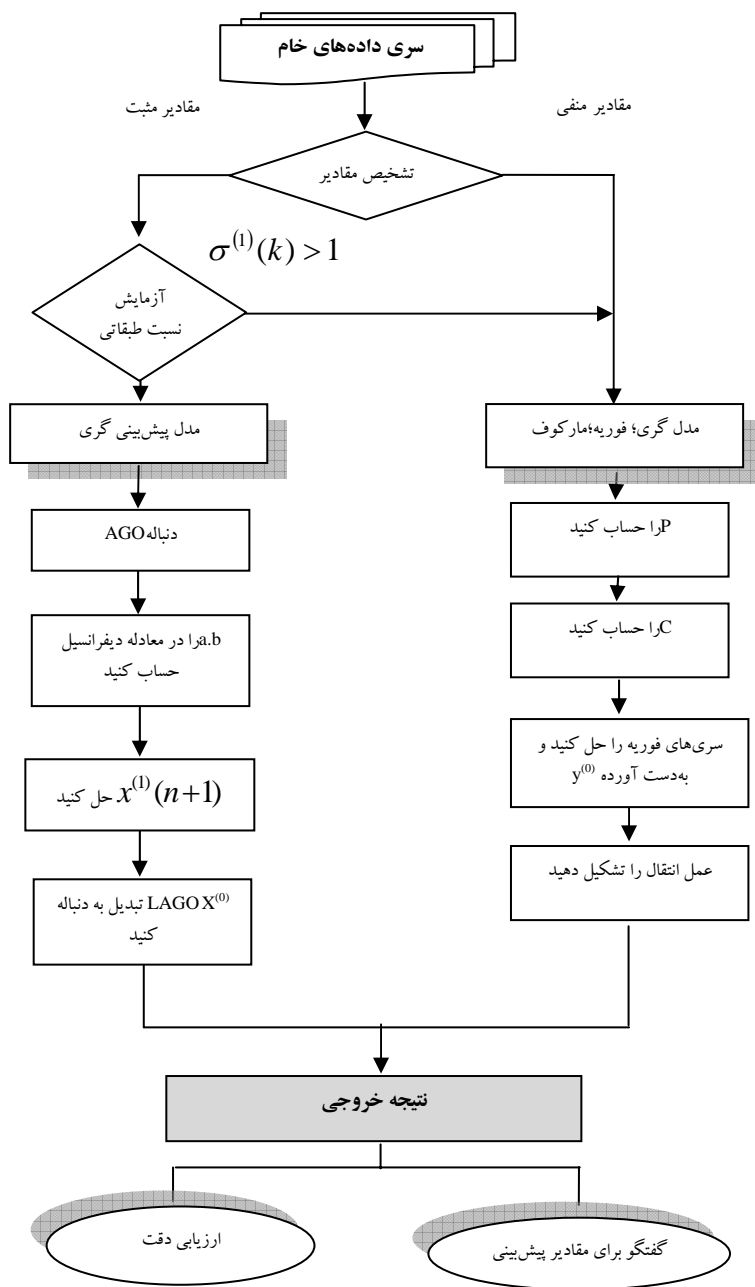 سری داده‌های خام
مقادیر مثبت
مقادیر منفی
تشخیص مقادیر
σ⁽¹⁾(k) > 1
آزمایش
نسبت طبقاتی
مدل پیش‌بینی گری
مدل گری؛ فوریه؛مارکوف
دنباله AGO
Pرا حساب کنید
a.bرا در معادله دیفرانسیل
حساب کنید
Cرا حساب کنید
x⁽¹⁾(n+1) حل کنید
سری‌های فوریه را حل کنید و
به‌دست آورده y⁽⁰⁾
LAGO X⁽⁰⁾ تبدیل به دنباله
کنید
عمل انتقال را تشکیل دهید
نتیجه خروجی
ارزیابی دقت
گفتگو برای مقادیر پیش‌بینی